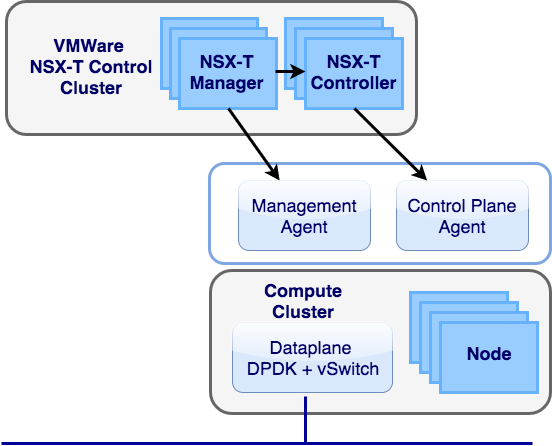 VMWare
NSX-T Control
Cluster
NSX-T
Manager
NSX-T
Controller
Management
Agent
Control Plane
Agent
Compute
Cluster
Dataplane
DPDK + vSwitch
Node